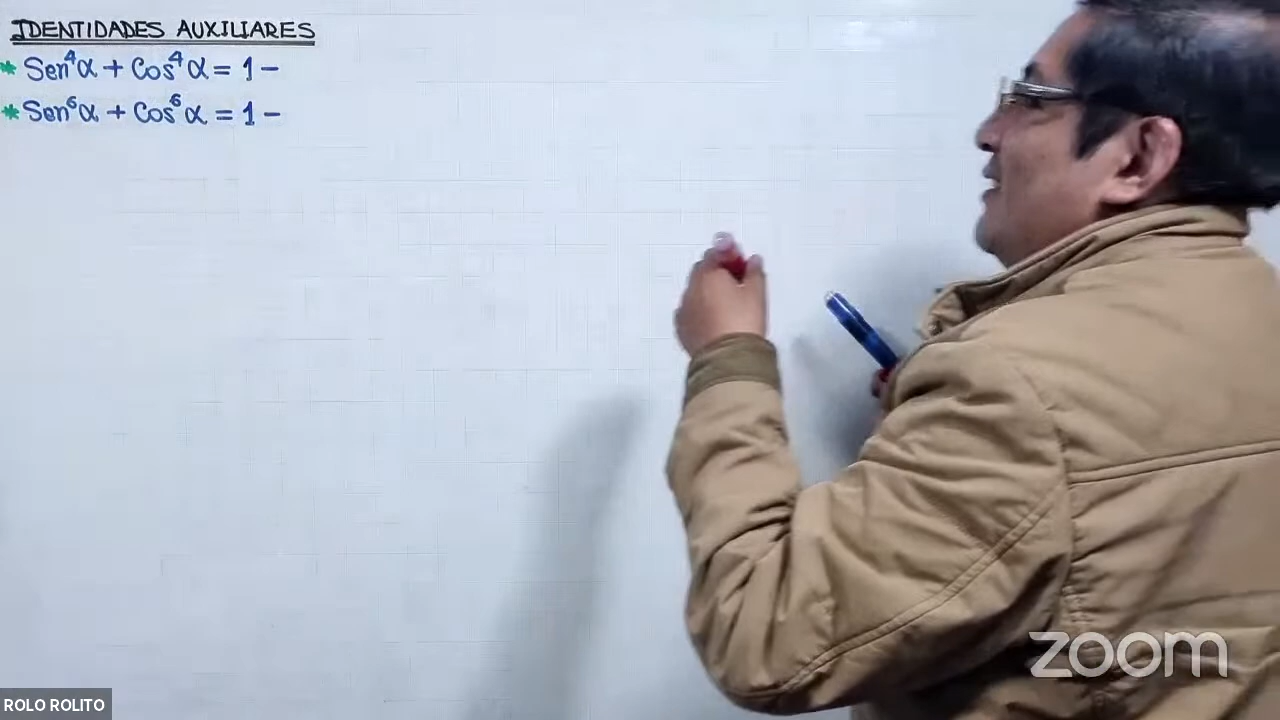 IDENTIDADES AUXILIARES
* Sen⁴α + Cos⁴α = 1 -
* Sen⁶α + Cos⁶α = 1 -
zoom
ROLO ROLITO